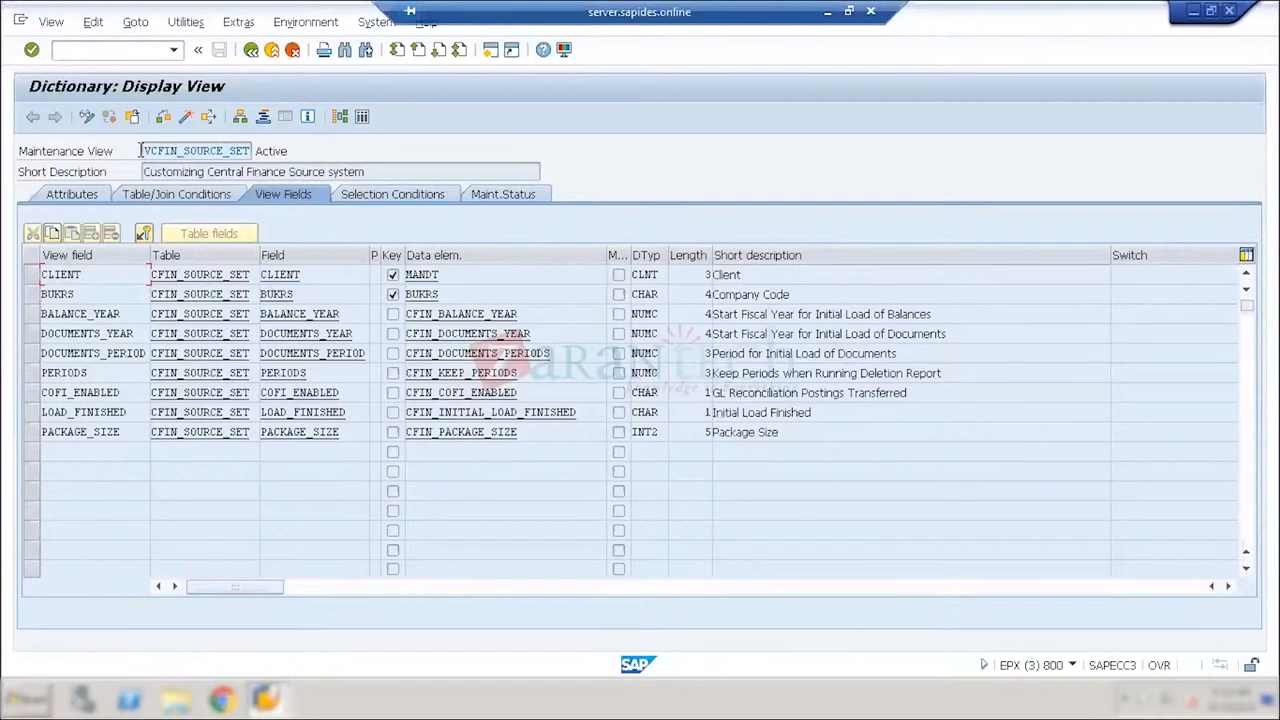 server.sapides.online
View Edit Goto Utilities Extras Environment System Help
Dictionary: Display View
Maintenance View VCFIN_SOURCE_SET Active
Short Description Customizing Central Finance Source system
Attributes Table/Join Conditions View Fields Selection Conditions Maint.Status
Table fields
View field Table Field P Key Data elem. M... DTyp Length Short description Switch
CLIENT CFIN_SOURCE_SET CLIENT MANDT CLNT 3 Client
BUKRS CFIN_SOURCE_SET BUKRS BUKRS CHAR 4 Company Code
BALANCE_YEAR CFIN_SOURCE_SET BALANCE_YEAR CFIN_BALANCE_YEAR NUMC 4 Start Fiscal Year for Initial Load of Balances
DOCUMENTS_YEAR CFIN_SOURCE_SET DOCUMENTS_YEAR CFIN_DOCUMENTS_YEAR NUMC 4 Start Fiscal Year for Initial Load of Documents
DOCUMENTS_PERIOD CFIN_SOURCE_SET DOCUMENTS_PERIOD CFIN_DOCUMENTS_PERIODS NUMC 3 Period for Initial Load of Documents
PERIODS CFIN_SOURCE_SET PERIODS CFIN_KEEP_PERIODS NUMC 3 Keep Periods when Running Deletion Report
COFI_ENABLED CFIN_SOURCE_SET COFI_ENABLED CFIN_COFI_ENABLED CHAR 1 GL Reconciliation Postings Transferred
LOAD_FINISHED CFIN_SOURCE_SET LOAD_FINISHED CFIN_INITIAL_LOAD_FINISHED CHAR 1 Initial Load Finished
PACKAGE_SIZE CFIN_SOURCE_SET PACKAGE_SIZE CFIN_PACKAGE_SIZE INT2 5 Package Size
SAP EPX (3) 800 SAPECC3 OVR